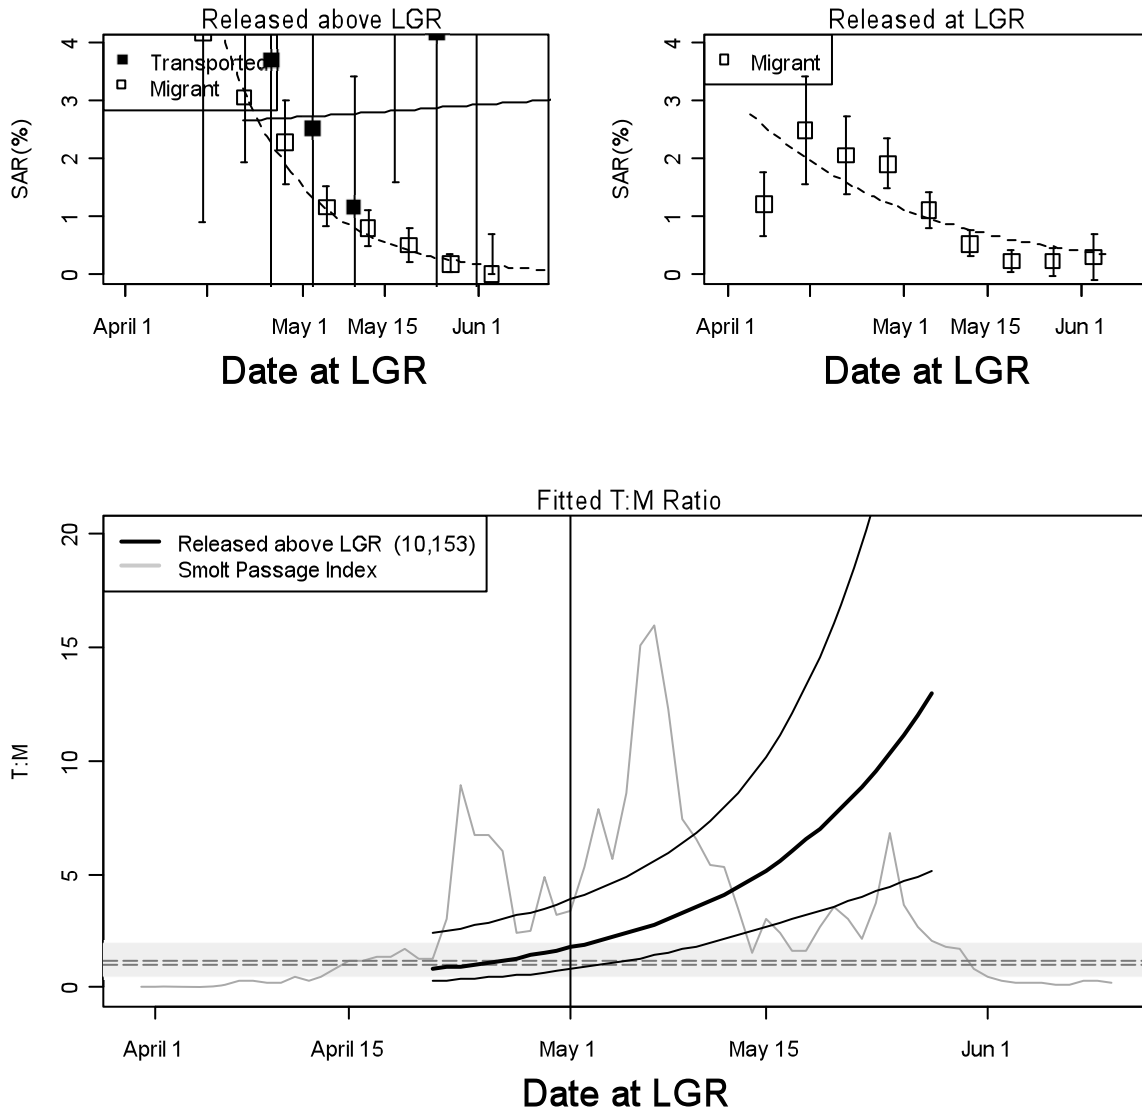 Released above LGR
Transported
Migrant
SAR(%)
4
3
2
1
0
April 1 May 1 May 15 Jun 1
Date at LGR
Released at LGR
Migrant
SAR(%)
4
3
2
1
0
April 1 May 1 May 15 Jun 1
Date at LGR
Fitted T:M Ratio
Released above LGR (10,153)
Smolt Passage Index
T:M
20
15
10
5
0
April 1 April 15 May 1 May 15 Jun 1
Date at LGR